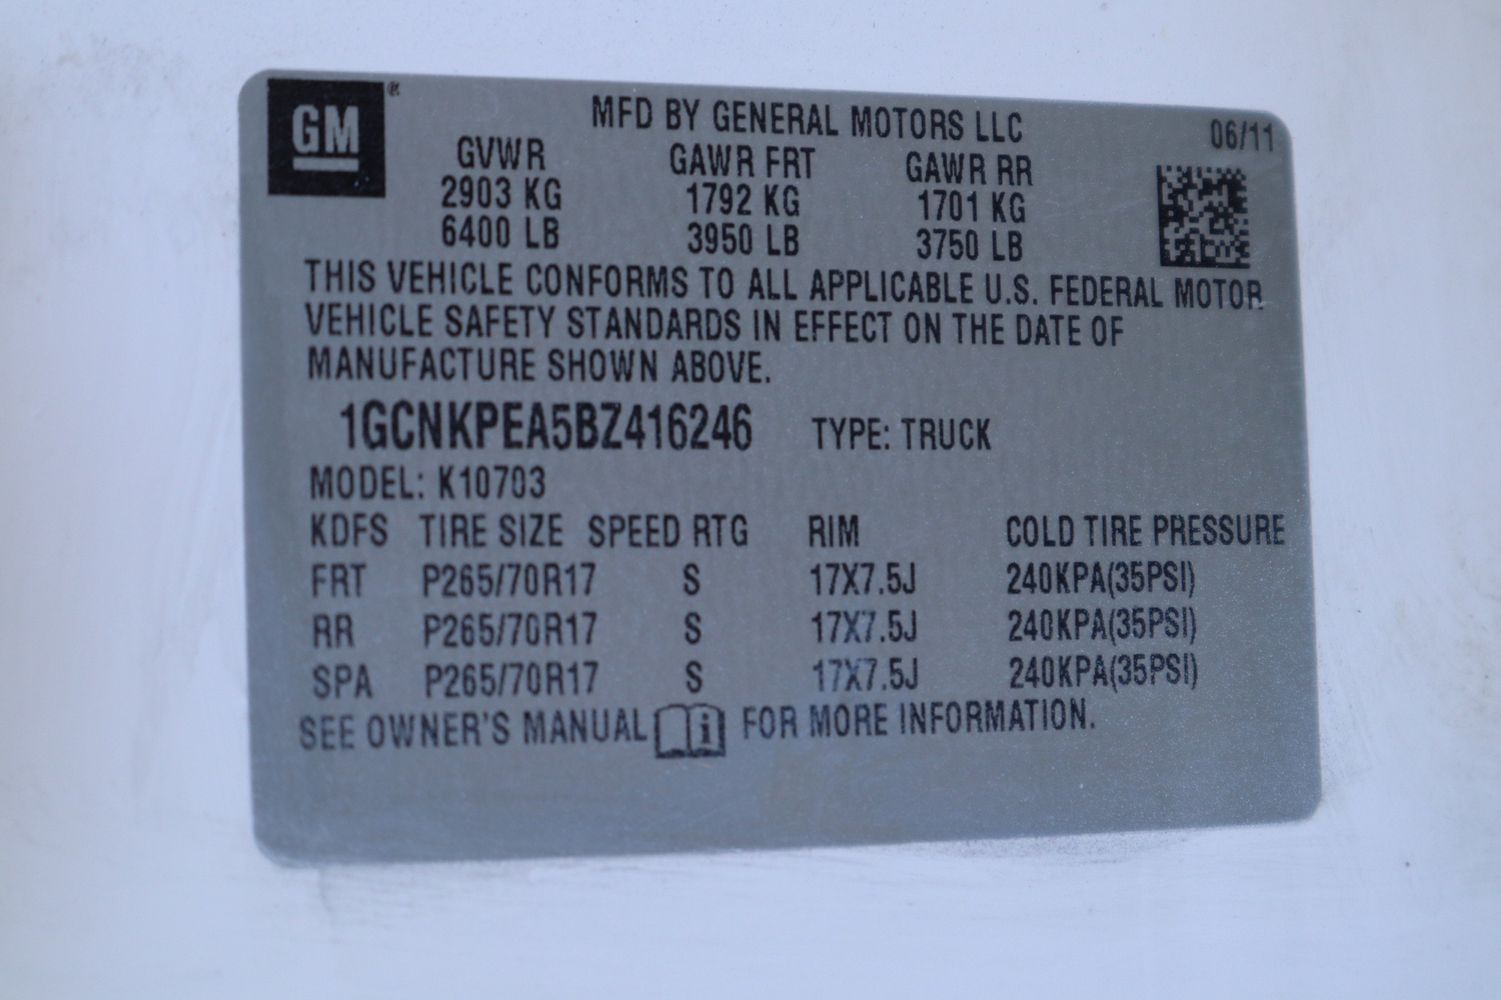 GM®
MFD BY GENERAL MOTORS LLC 06/11
GVWR GAWR FRT GAWR RR
2903 KG 1792 KG 1701 KG
6400 LB 3950 LB 3750 LB
THIS VEHICLE CONFORMS TO ALL APPLICABLE U.S. FEDERAL MOTOR
VEHICLE SAFETY STANDARDS IN EFFECT ON THE DATE OF
MANUFACTURE SHOWN ABOVE.
1GCNKPEA5BZ416246 TYPE: TRUCK
MODEL: K10703
KDFS TIRE SIZE SPEED RTG RIM COLD TIRE PRESSURE
FRT P265/70R17 S 17X7.5J 240KPA(35PSI)
RR P265/70R17 S 17X7.5J 240KPA(35PSI)
SPA P265/70R17 S 17X7.5J 240KPA(35PSI)
SEE OWNER'S MANUAL i FOR MORE INFORMATION.